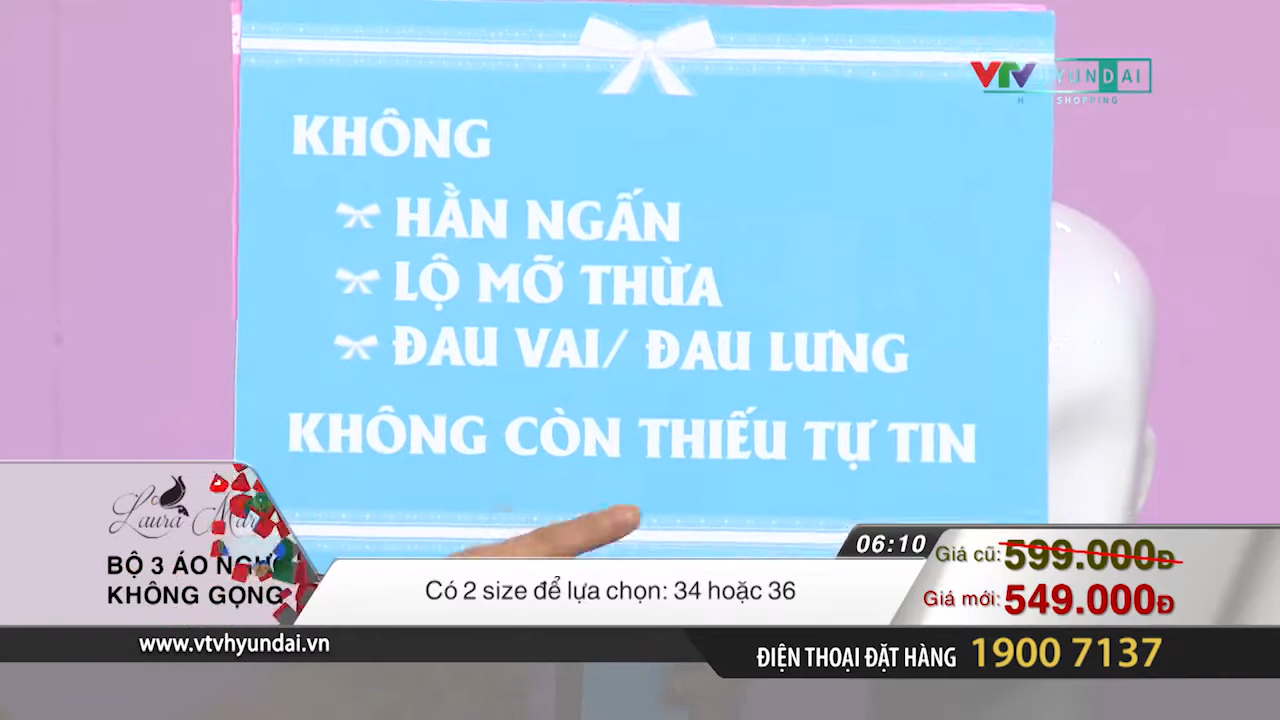 VTV HYUNDAI
SHOPPING
KHÔNG
HẰN NGẤN
LỘ MỠ THỪA
ĐAU VAI/ ĐAU LƯNG
KHÔNG CÒN THIẾU TỰ TIN
Laura
BỘ 3 ÁO
KHÔNG GỌNG
Có 2 size để lựa chọn: 34 hoặc 36
06:10
Giá cũ: 599.000Đ
Giá mới: 549.000Đ
www.vtvhyundai.vn
ĐIỆN THOẠI ĐẶT HÀNG 1900 7137